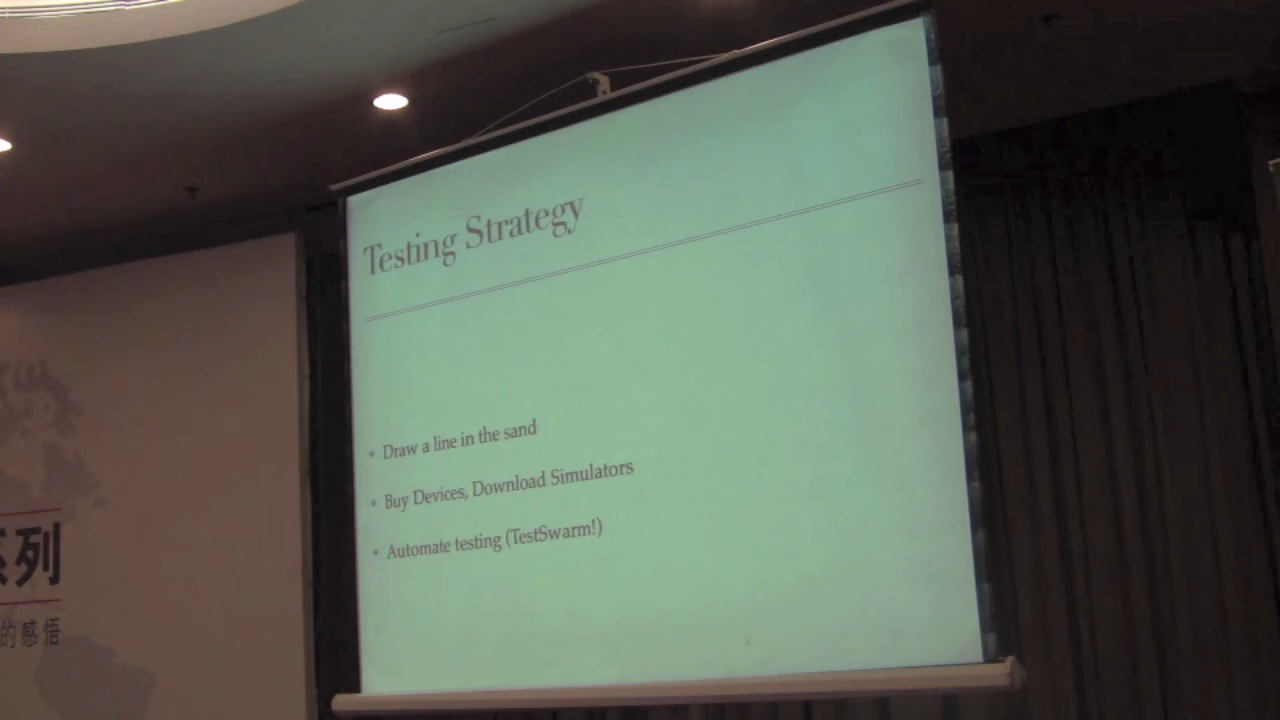 Testing Strategy
Draw a line in the sand
Buy Devices, Download Simulators
Automate testing (TestSwarm!)
系列
的感悟